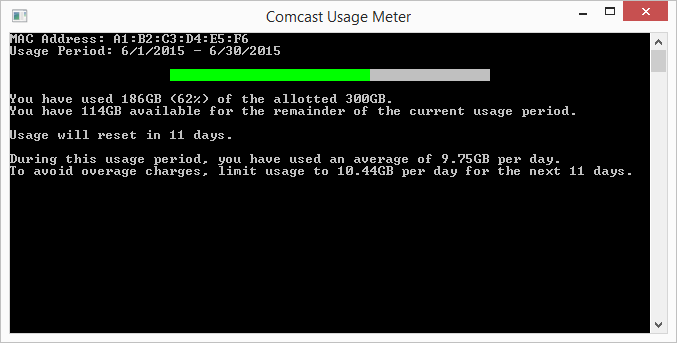 Comcast Usage Meter
MAC Address: A1:B2:C3:D4:E5:F6
Usage Period: 6/1/2015 - 6/30/2015
You have used 186GB (62%) of the allotted 300GB.
You have 114GB available for the remainder of the current usage period.
Usage will reset in 11 days.
During this usage period, you have used an average of 9.75GB per day.
To avoid overage charges, limit usage to 10.44GB per day for the next 11 days.